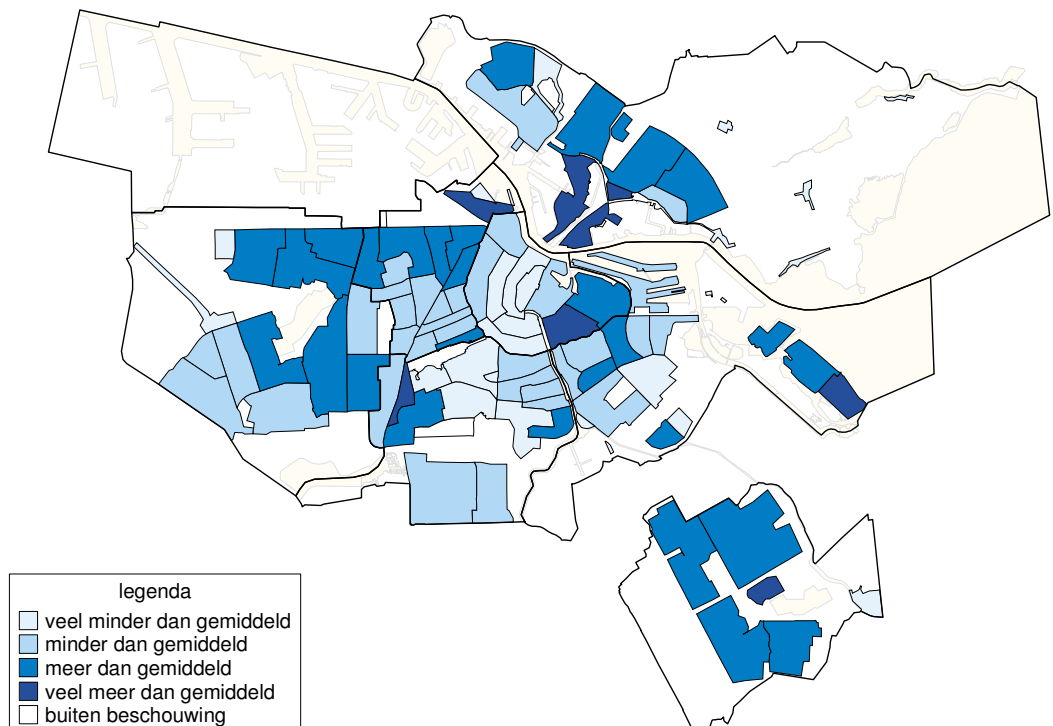 legenda
veel minder dan gemiddeld
minder dan gemiddeld
meer dan gemiddeld
veel meer dan gemiddeld
buiten beschouwing